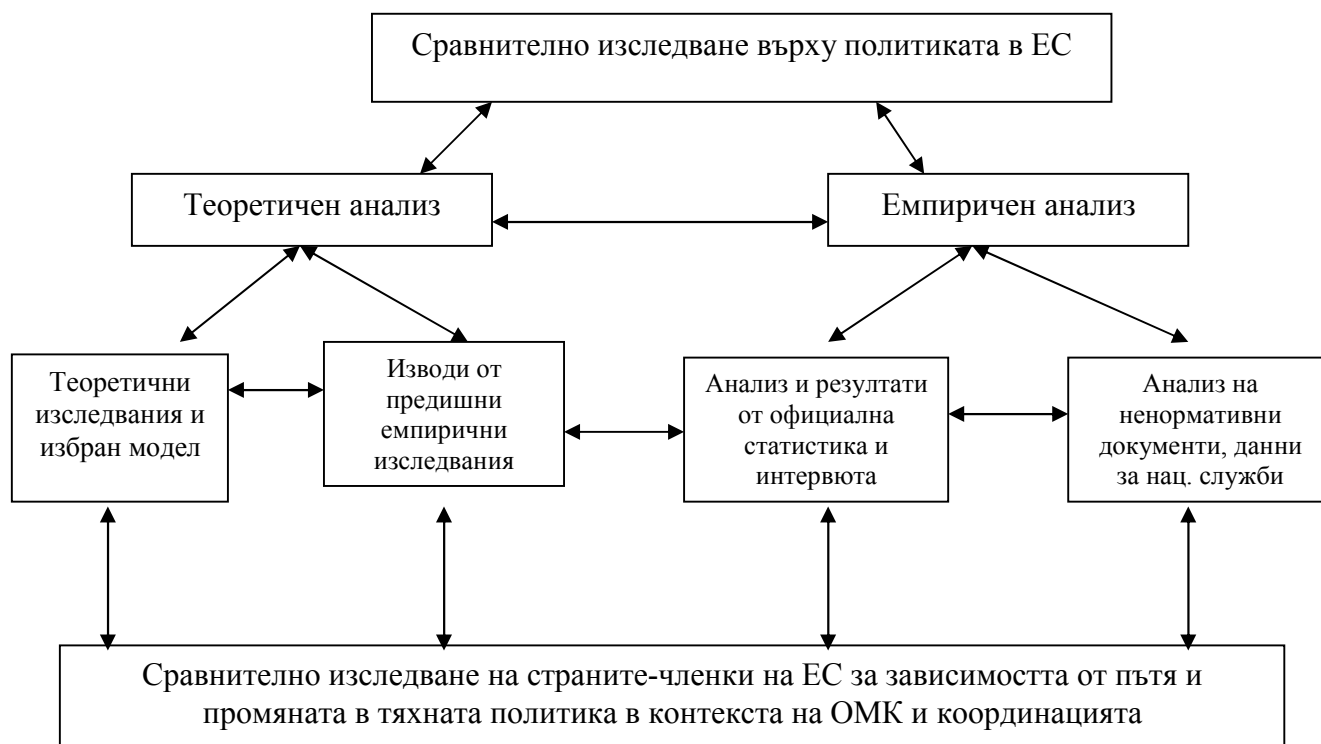 Сравнително изследване върху политиката в ЕС
Теоретичен анализ
Емпиричен анализ
Теоретични
изследвания и
избран модел
Изводи от
предишни
емпирични
изследвания
Анализ и резултати
от официална
статистика и
интервюта
Анализ на
ненормативни
документи, данни
за нац. служби
Сравнително изследване на страните-членки на ЕС за зависимостта от пътя и
промяната в тяхната политика в контекста на ОМК и координацията